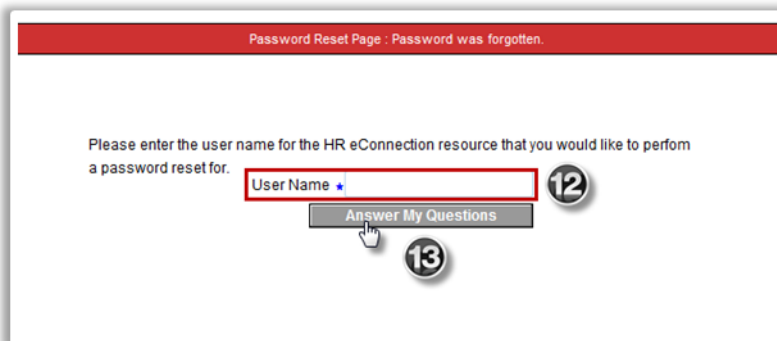 Password Reset Page : Password was forgotten.
Please enter the user name for the HR eConnection resource that you would like to perfom
a password reset for.
User Name ★
12
Answer My Questions
13